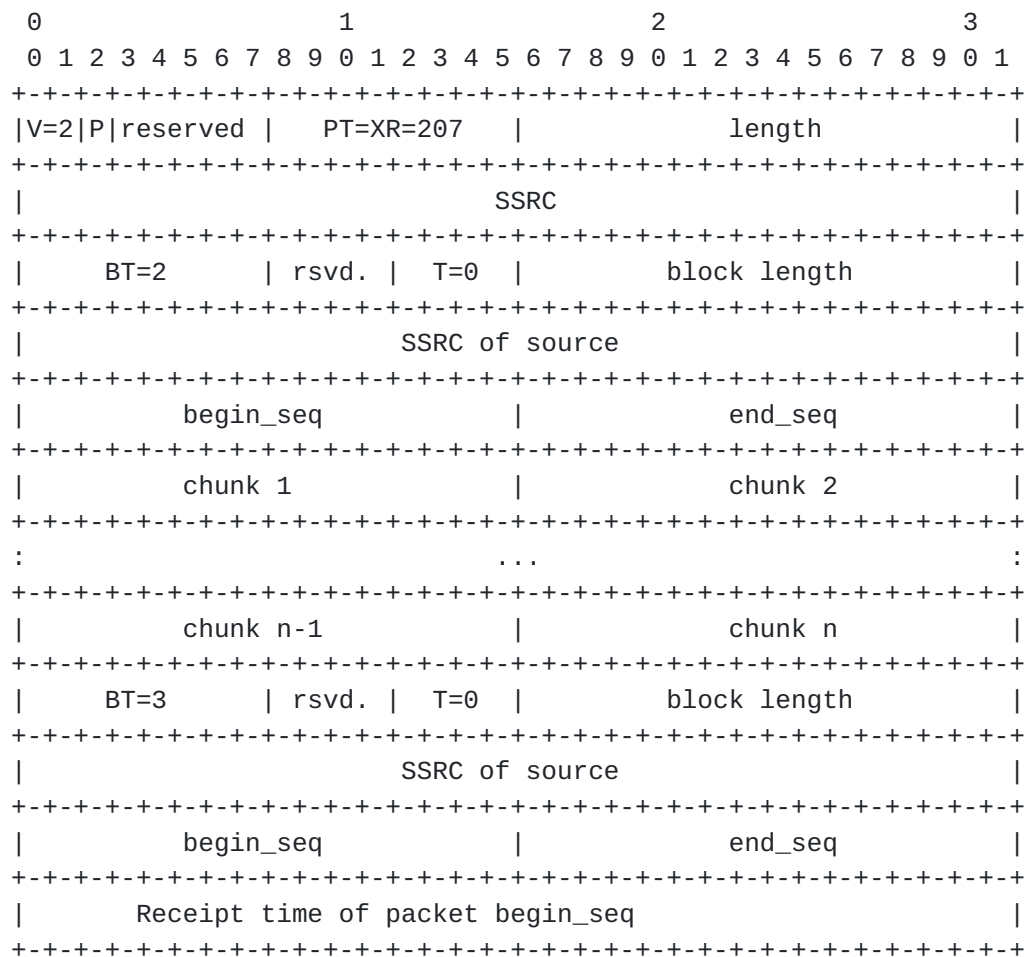 0                   1                   2                   3
 0 1 2 3 4 5 6 7 8 9 0 1 2 3 4 5 6 7 8 9 0 1 2 3 4 5 6 7 8 9 0 1
+-+-+-+-+-+-+-+-+-+-+-+-+-+-+-+-+-+-+-+-+-+-+-+-+-+-+-+-+-+-+-+-+
|V=2|P|reserved |   PT=XR=207   |             length            |
+-+-+-+-+-+-+-+-+-+-+-+-+-+-+-+-+-+-+-+-+-+-+-+-+-+-+-+-+-+-+-+-+
|                              SSRC                             |
+-+-+-+-+-+-+-+-+-+-+-+-+-+-+-+-+-+-+-+-+-+-+-+-+-+-+-+-+-+-+-+-+
|     BT=2      | rsvd. |  T=0  |         block length          |
+-+-+-+-+-+-+-+-+-+-+-+-+-+-+-+-+-+-+-+-+-+-+-+-+-+-+-+-+-+-+-+-+
|                        SSRC of source                         |
+-+-+-+-+-+-+-+-+-+-+-+-+-+-+-+-+-+-+-+-+-+-+-+-+-+-+-+-+-+-+-+-+
|          begin_seq            |             end_seq           |
+-+-+-+-+-+-+-+-+-+-+-+-+-+-+-+-+-+-+-+-+-+-+-+-+-+-+-+-+-+-+-+-+
|          chunk 1              |             chunk 2           |
+-+-+-+-+-+-+-+-+-+-+-+-+-+-+-+-+-+-+-+-+-+-+-+-+-+-+-+-+-+-+-+-+
:                              ...                              :
+-+-+-+-+-+-+-+-+-+-+-+-+-+-+-+-+-+-+-+-+-+-+-+-+-+-+-+-+-+-+-+-+
|          chunk n-1            |             chunk n           |
+-+-+-+-+-+-+-+-+-+-+-+-+-+-+-+-+-+-+-+-+-+-+-+-+-+-+-+-+-+-+-+-+
|     BT=3      | rsvd. |  T=0  |         block length          |
+-+-+-+-+-+-+-+-+-+-+-+-+-+-+-+-+-+-+-+-+-+-+-+-+-+-+-+-+-+-+-+-+
|                        SSRC of source                         |
+-+-+-+-+-+-+-+-+-+-+-+-+-+-+-+-+-+-+-+-+-+-+-+-+-+-+-+-+-+-+-+-+
|          begin_seq            |             end_seq           |
+-+-+-+-+-+-+-+-+-+-+-+-+-+-+-+-+-+-+-+-+-+-+-+-+-+-+-+-+-+-+-+-+
|       Receipt time of packet begin_seq                        |
+-+-+-+-+-+-+-+-+-+-+-+-+-+-+-+-+-+-+-+-+-+-+-+-+-+-+-+-+-+-+-+-+